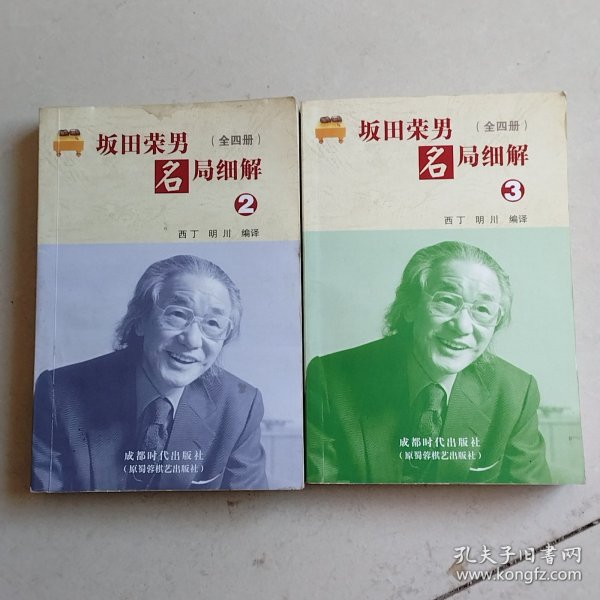 坂田荣男
(全四册)
名局细解
2
西丁 明川 编译
成都时代出版社
(原蜀蓉棋艺出版社)
坂田荣男
(全四册)
名局细解
3
西丁 明川 编译
成都时代出版社
(原蜀蓉棋艺出版社)
孔夫子旧书网
www.kongfz.com